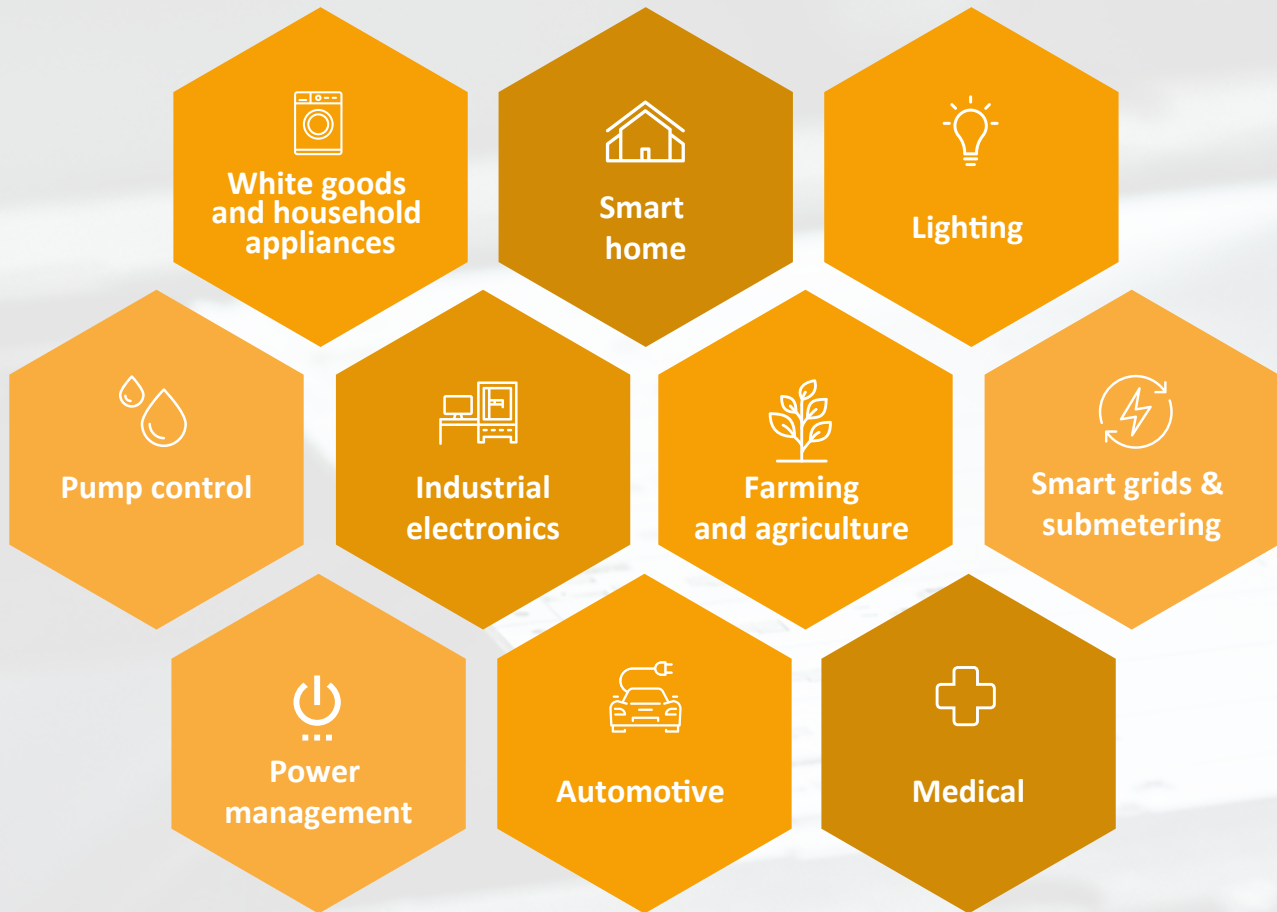 White goods
and household
appliances
Smart
home
Lighting
Pump control
Industrial
electronics
Farming
and agriculture
Smart grids &
submetering
Power
management
Automotive
Medical